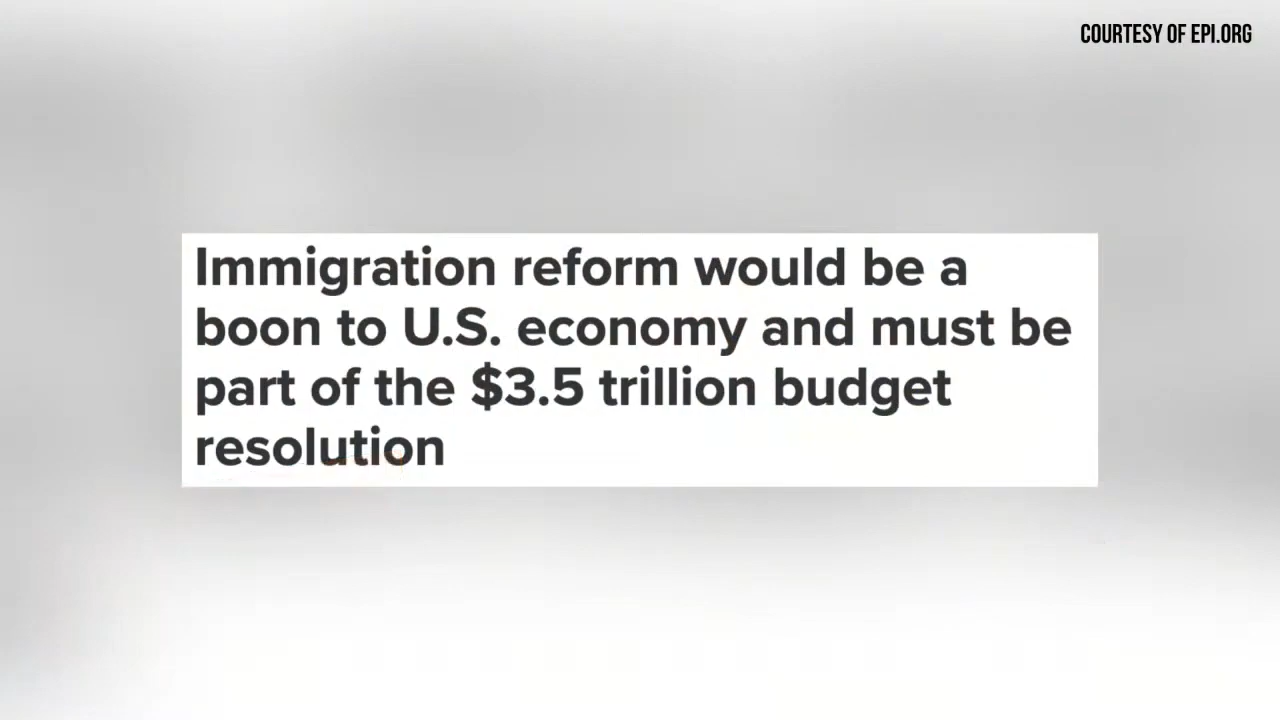 COURTESY OF EPI.ORG
Immigration reform would be a
boon to U.S. economy and must be
part of the $3.5 trillion budget
resolution